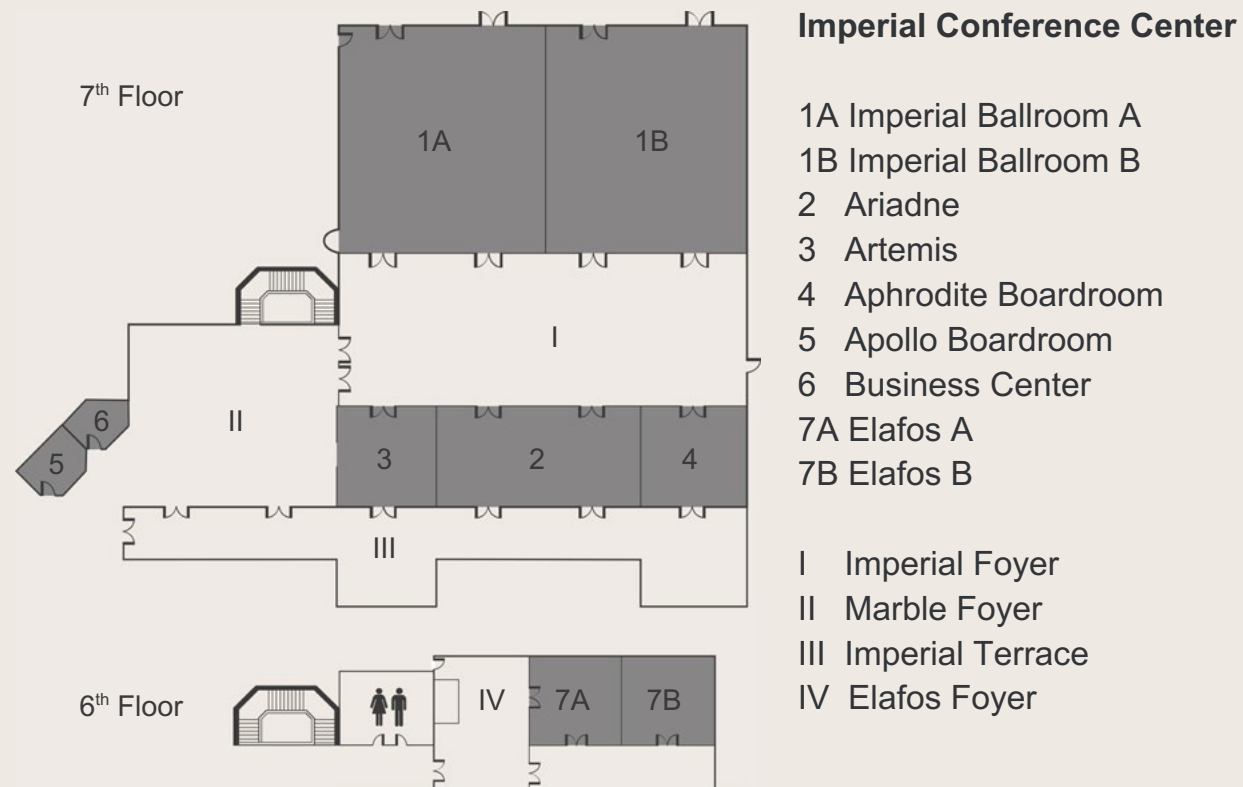 Imperial Conference Center
7th Floor
1A
1B
I
II
6
5
3
2
4
III
6th Floor
IV
7A
7B
1A Imperial Ballroom A
1B Imperial Ballroom B
2 Ariadne
3 Artemis
4 Aphrodite Boardroom
5 Apollo Boardroom
6 Business Center
7A Elafos A
7B Elafos B
I Imperial Foyer
II Marble Foyer
III Imperial Terrace
IV Elafos Foyer